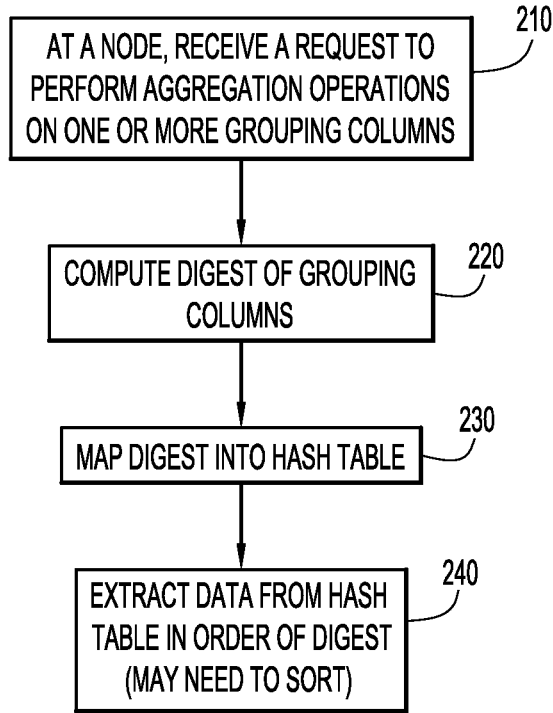 210
AT A NODE, RECEIVE A REQUEST TO
PERFORM AGGREGATION OPERATIONS
ON ONE OR MORE GROUPING COLUMNS
220
COMPUTE DIGEST OF GROUPING
COLUMNS
230
MAP DIGEST INTO HASH TABLE
240
EXTRACT DATA FROM HASH
TABLE IN ORDER OF DIGEST
(MAY NEED TO SORT)